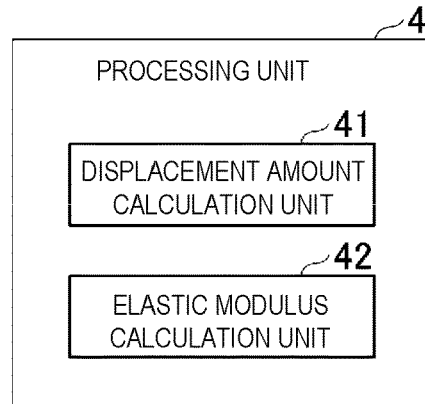 4
PROCESSING UNIT
41
DISPLACEMENT AMOUNT
CALCULATION UNIT
42
ELASTIC MODULUS
CALCULATION UNIT